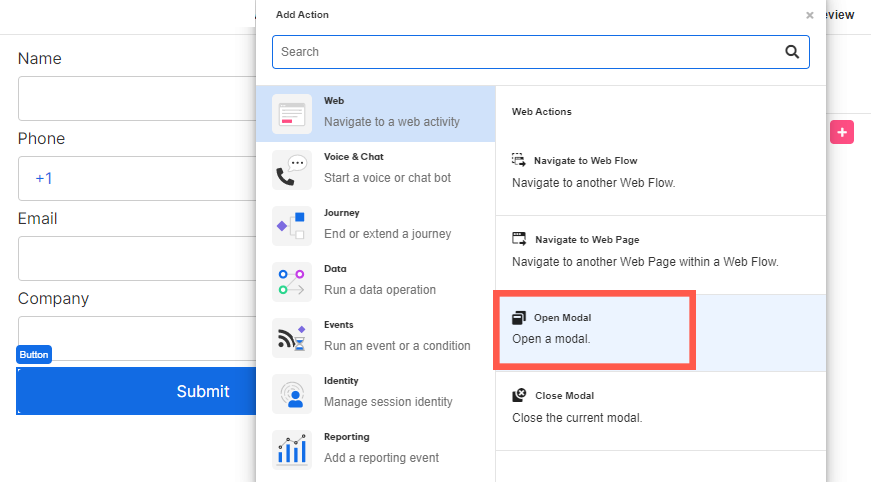 Add Action
Search
Web
Navigate to a web activity
Voice & Chat
Start a voice or chat bot
Journey
End or extend a journey
Data
Run a data operation
Events
Run an event or a condition
Identity
Manage session identity
Reporting
Add a reporting event
Web Actions
Navigate to Web Flow
Navigate to another Web Flow.
Navigate to Web Page
Navigate to another Web Page within a Web Flow.
Open Modal
Open a modal.
Close Modal
Close the current modal.
Name
Phone
+1
Email
Company
Button
Submit